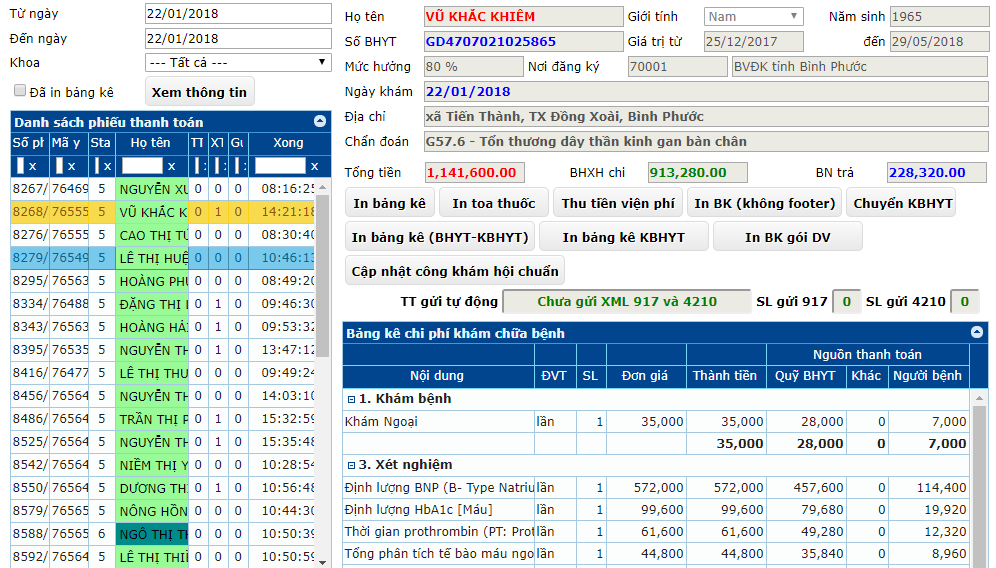 Từ ngày 22/01/2018
Đến ngày 22/01/2018
Khoa --- Tất cả ---
Đã in bảng kê Xem thông tin
Danh sách phiếu thanh toán
Số ph Mã y Sta Họ tên TT XT Gu Xong
x x x x x
8267/ 76469 5 NGUYỄN XU 0 0 0 08:16:25
8268/ 76555 5 VŨ KHẮC K 0 1 0 14:21:18
8276/ 76555 5 CAO THỊ TU 0 0 0 08:30:40
8279/ 76549 5 LÊ THỊ HUỆ 0 0 0 10:46:13
8295/ 76563 5 HOÀNG PHƯ 0 0 0 08:49:20
8334/ 76488 5 ĐẶNG THỊ 0 1 0 09:46:30
8343/ 76563 5 HOÀNG HẢI 0 1 0 09:53:32
8395/ 76535 5 NGUYỄN TH 0 1 0 13:47:12
8416/ 76477 5 LÊ THỊ THU 0 0 0 09:49:24
8456/ 76564 5 NGUYỄN TH 0 0 0 14:03:10
8486/ 76564 5 TRẦN THỊ P 0 1 0 15:32:59
8525/ 76564 5 NGUYỄN TH 0 1 0 15:35:48
8542/ 76564 5 NIỀM THỊ Y 0 0 0 10:28:54
8550/ 76564 5 DƯƠNG TH 0 1 0 10:56:48
8579/ 76565 5 NÔNG HỒN 0 0 0 10:44:30
8588/ 76565 6 NGÔ THỊ TH 0 0 0 10:50:39
8592/ 76564 5 LÊ THỊ THI 0 0 0 10:50:59
Họ tên VŨ KHẮC KHIÊM Giới tính Nam Năm sinh 1965
Số BHYT GD4707021025865 Giá trị từ 25/12/2017 đến 29/05/2018
Mức hưởng 80 % Nơi đăng ký 70001 BVĐK tỉnh Bình Phước
Ngày khám 22/01/2018
Địa chỉ xã Tiến Thành, TX Đồng Xoài, Bình Phước
Chẩn đoán G57.6 - Tổn thương dây thần kinh gan bàn chân
Tổng tiền 1,141,600.00 BHXH chi 913,280.00 BN trả 228,320.00
In bảng kê In toa thuốc Thu tiền viện phí In BK (không footer) Chuyển KBHYT
In bảng kê (BHYT-KBHYT) In bảng kê KBHYT In BK gói DV
Cập nhật công khám hội chuẩn
TT gửi tự động Chưa gửi XML 917 và 4210 SL gửi 917 0 SL gửi 4210 0
Bảng kê chi phí khám chữa bệnh
Nguồn thanh toán
Nội dung ĐVT SL Đơn giá Thành tiền Quỹ BHYT Khác Người bệnh
1. Khám bệnh
Khám Ngoại lần 1 35,000 35,000 28,000 0 7,000
35,000 28,000 0 7,000
3. Xét nghiệm
Định lượng BNP (B- Type Natriu lần 1 572,000 572,000 457,600 0 114,400
Định lượng HbA1c [Máu] lần 1 99,600 99,600 79,680 0 19,920
Thời gian prothrombin (PT: Prot lần 1 61,600 61,600 49,280 0 12,320
Tổng phân tích tế bào máu ngo lần 1 44,800 44,800 35,840 0 8,960